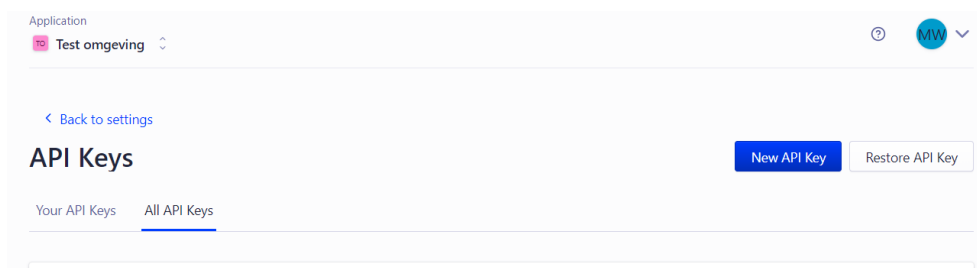 Application
TO Test omgeving
MW
Back to settings
API Keys
New API Key
Restore API Key
Your API Keys
All API Keys